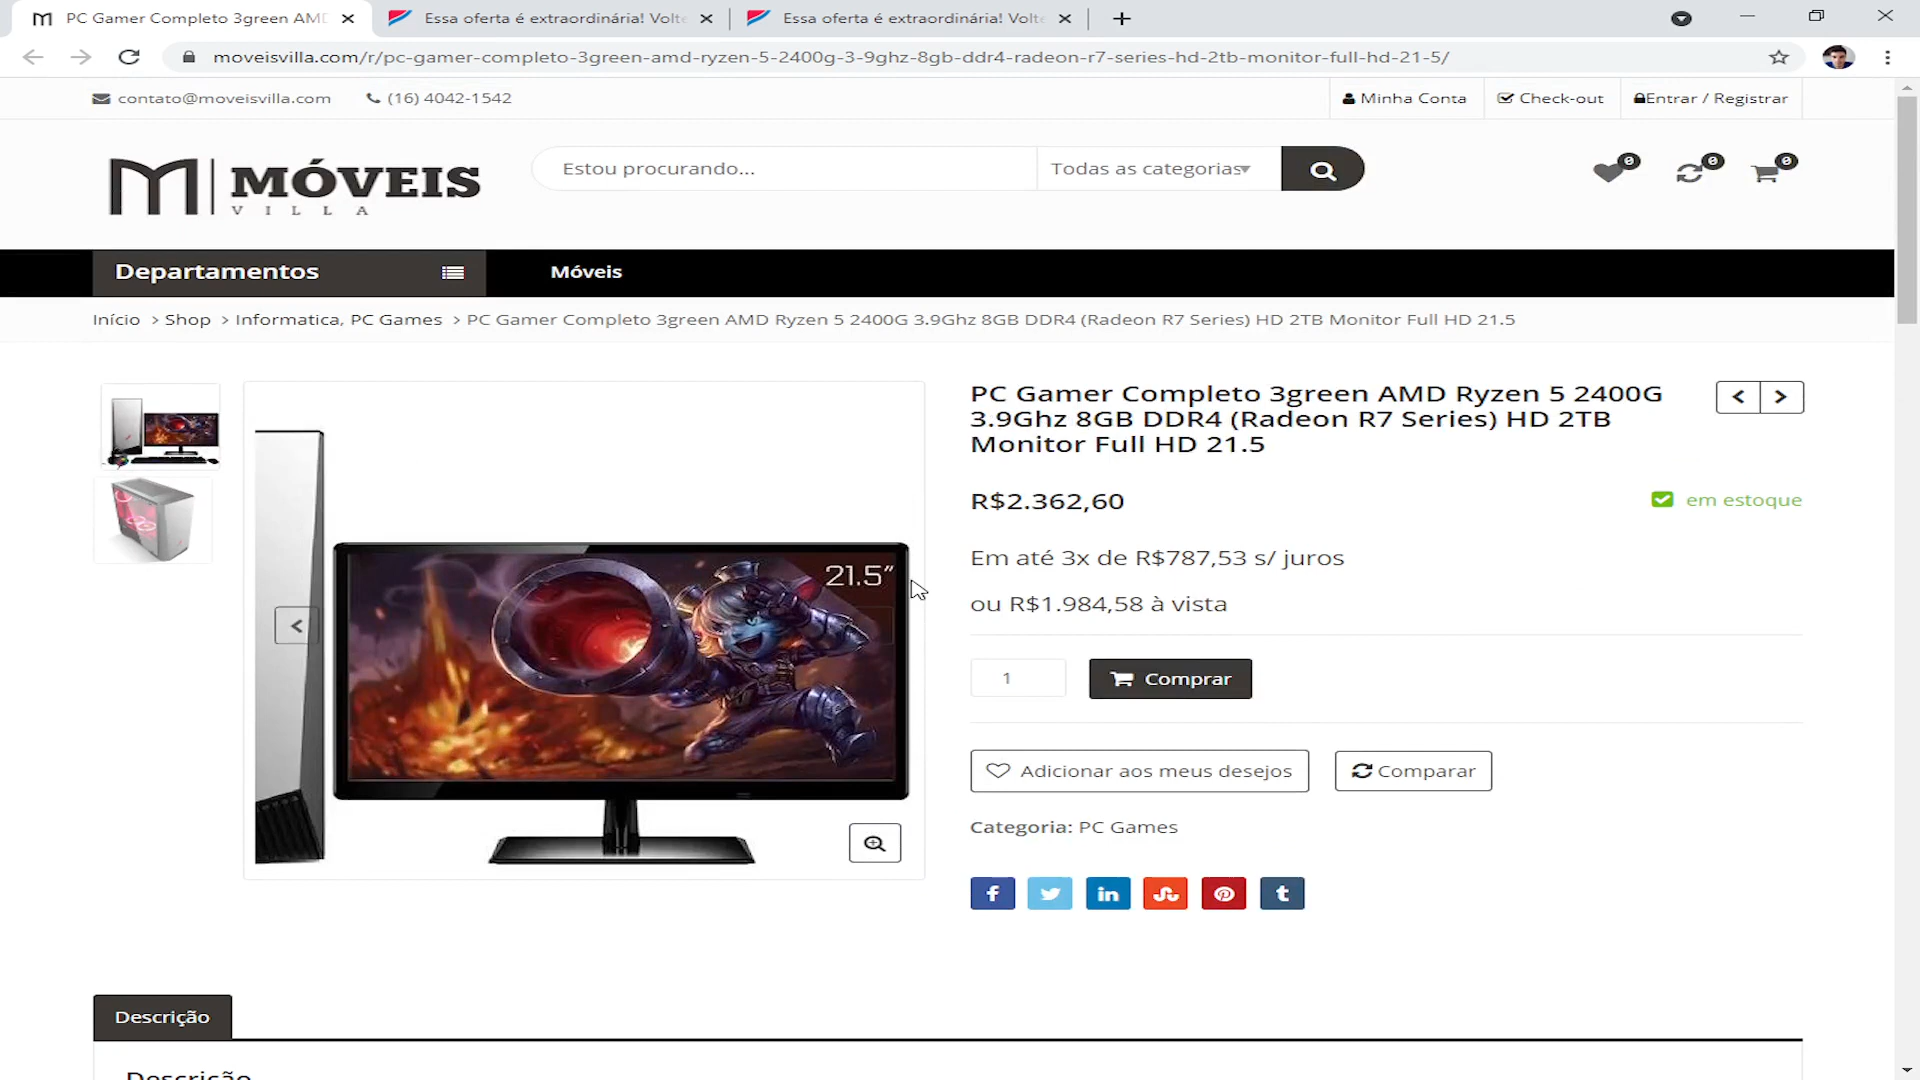 PC Gamer Completo 3green AMD
Essa oferta é extraordinária! Volte
Essa oferta é extraordinária! Volte
moveisvilla.com/r/pc-gamer-completo-3green-amd-ryzen-5-2400g-3-9ghz-8gb-ddr4-radeon-r7-series-hd-2tb-monitor-full-hd-21-5/
contato@moveisvilla.com (16) 4042-1542 Minha Conta Check-out Entrar / Registrar
M MÓVEIS
VILLA
Estou procurando... Todas as categorias
0 0 0
Departamentos Móveis
Início > Shop > Informatica, PC Games > PC Gamer Completo 3green AMD Ryzen 5 2400G 3.9Ghz 8GB DDR4 (Radeon R7 Series) HD 2TB Monitor Full HD 21.5
PC Gamer Completo 3green AMD Ryzen 5 2400G
3.9Ghz 8GB DDR4 (Radeon R7 Series) HD 2TB
Monitor Full HD 21.5
R$2.362,60
em estoque
Em até 3x de R$787,53 s/ juros
ou R$1.984,58 à vista
21.5”
1 Comprar
Adicionar aos meus desejos Comparar
Categoria: PC Games
Descrição
Descrição